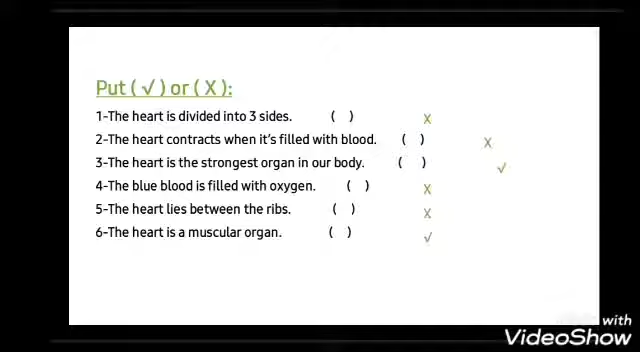 Put ( √ ) or ( X ):
1-The heart is divided into 3 sides. ( ) X
2-The heart contracts when it's filled with blood. ( ) X
3-The heart is the strongest organ in our body. ( ) √
4-The blue blood is filled with oxygen. ( ) X
5-The heart lies between the ribs. ( ) X
6-The heart is a muscular organ. ( ) √
with
VideoShow